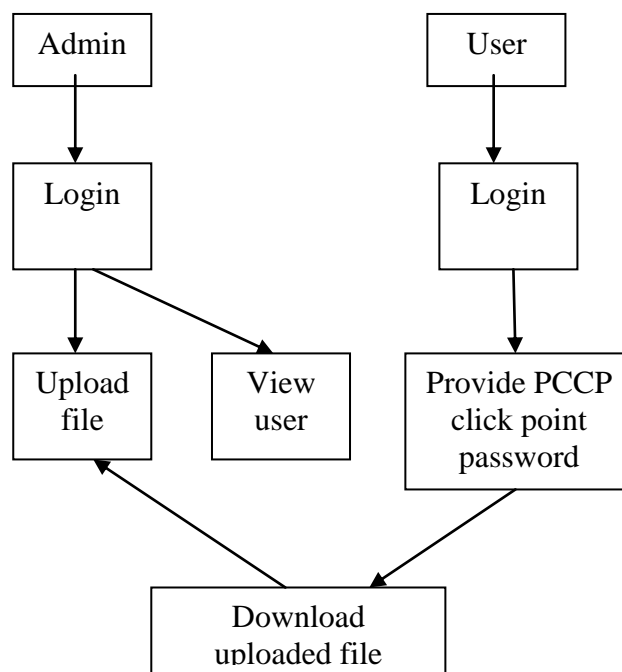 Admin
User
Login
Login
Upload
file
View
user
Provide PCCP
click point
password
Download
uploaded file